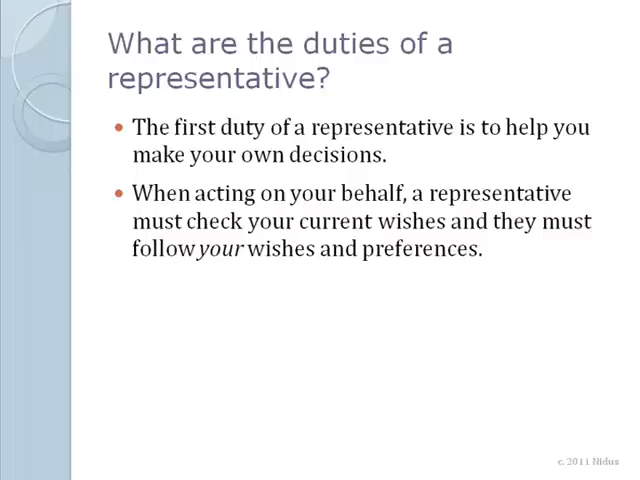 What are the duties of a
representative?
• The first duty of a representative is to help you
make your own decisions.
• When acting on your behalf, a representative
must check your current wishes and they must
follow your wishes and preferences.
c. 2011 Nidus